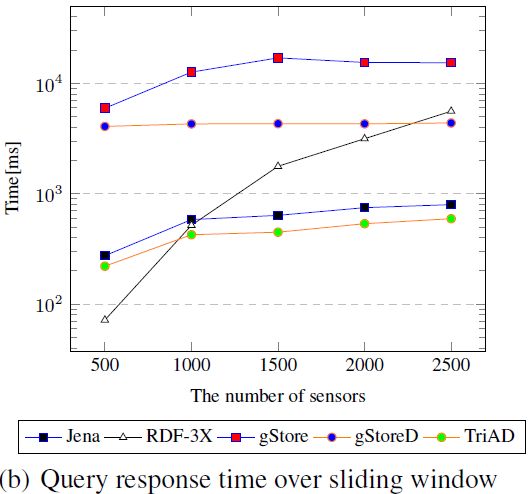 Time[ms]
10^4
10^3
10^2
500 1000 1500 2000 2500
The number of sensors
Jena RDF-3X gStore gStoreD TriAD
(b) Query response time over sliding window